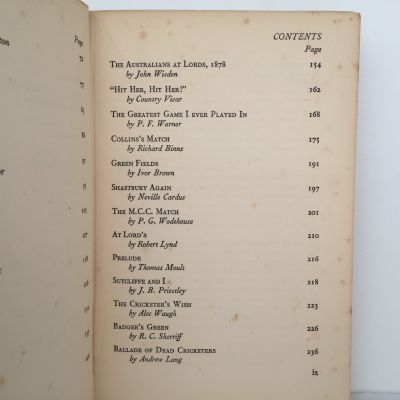 Page
CONTENTS
Page
THE AUSTRALIANS AT LORDS, 1878 154
by John Wisden
"HIT HER, HIT HER!" 162
by Country Vicar
THE GREATEST GAME I EVER PLAYED IN 168
by P. F. Warner
COLLINS'S MATCH 175
by Richard Binns
GREEN FIELDS 191
by Ivor Brown
SHASTBURY AGAIN 197
by Neville Cardus
THE M.C.C. MATCH 201
by P. G. Wodehouse
AT LORD'S 210
by Robert Lynd
PRELUDE 216
by Thomas Moult
SUTCLIFFE AND I 218
by J. B. Priestley
THE CRICKETER'S WISH 223
by Alec Waugh
BADGER'S GREEN 226
by R. C. Sherriff
BALLADE OF DEAD CRICKETERS 236
by Andrew Lang
ix